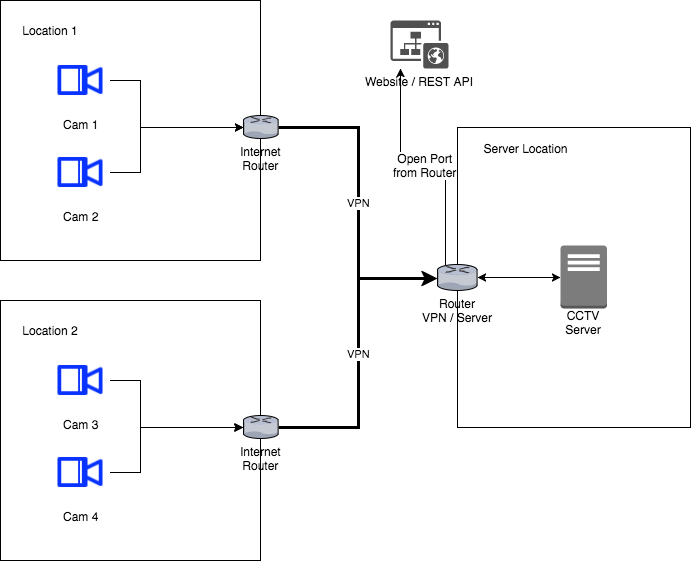 Location 1
Cam 1
Cam 2
Internet
Router
VPN
Website / REST API
Open Port
from Router
Server Location
Router
VPN / Server
CCTV
Server
Location 2
VPN
Cam 3
Cam 4
Internet
Router